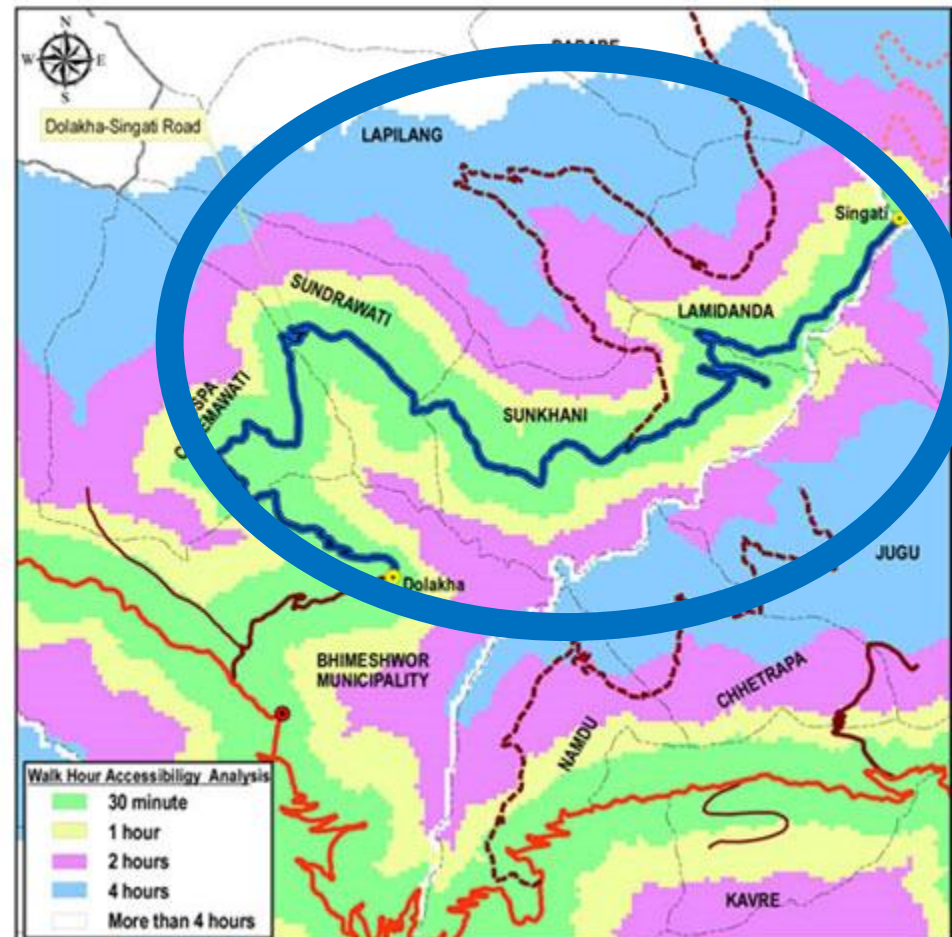 N
W E
S
Dolakha-Singati Road
LAPILANG
Singati
SUNDRAWATI
LAMIDANDA
SUNKHANI
Dolakha
JUGU
BHIMESHWOR
MUNICIPALITY
CHHETRAPA
NAMDU
KAVRE
Walk Hour Accessibiligy Analysis
30 minute
1 hour
2 hours
4 hours
More than 4 hours